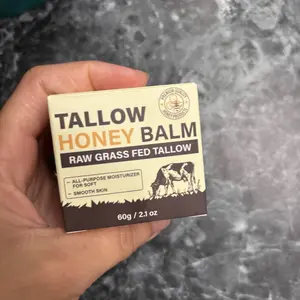 TALLOW
HONEY BALM
RAW GRASS FED TALLOW
ALL-PURPOSE MOISTURIZER
FOR SOFT
SMOOTH SKIN
60g / 2.1 oz